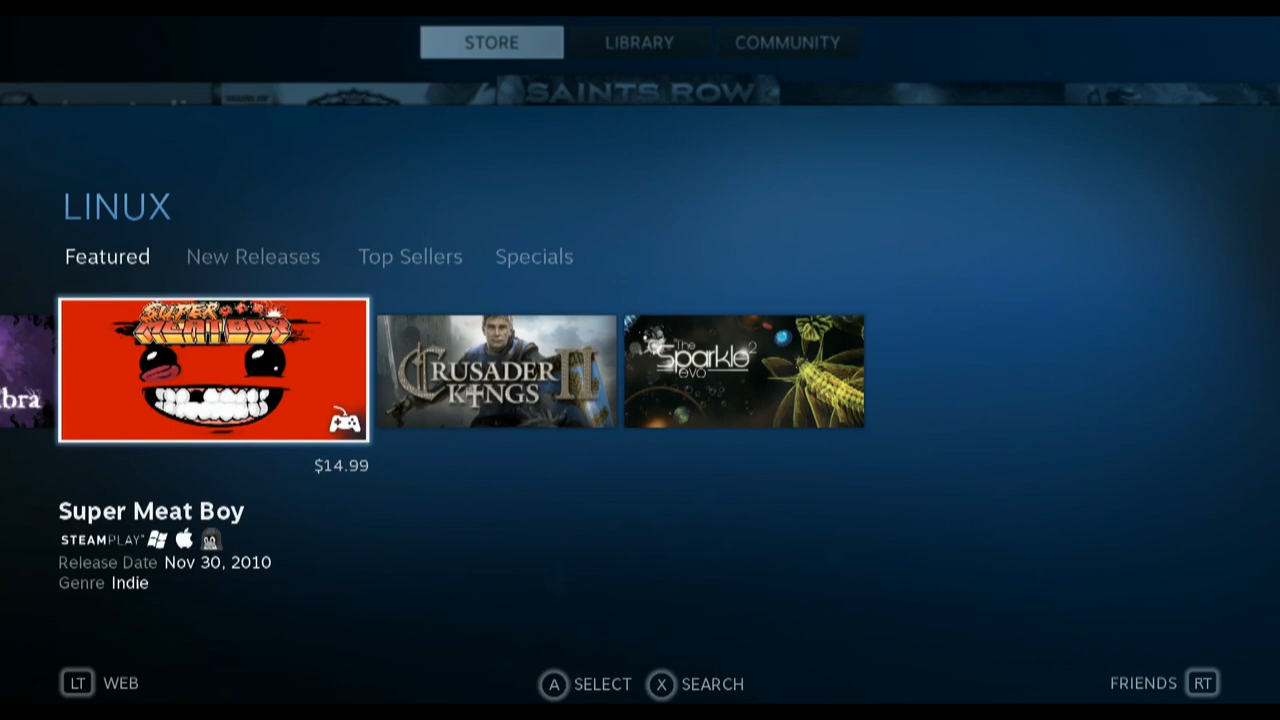 STORE LIBRARY COMMUNITY
SAINTS ROW
LINUX
Featured New Releases Top Sellers Specials
bra
SUPER
MEAT BOY
CRUSADER
KINGS II
The
Sparkle 2
evo
$14.99
Super Meat Boy
STEAMPLAY™
Release Date Nov 30, 2010
Genre Indie
LT WEB A SELECT X SEARCH FRIENDS RT